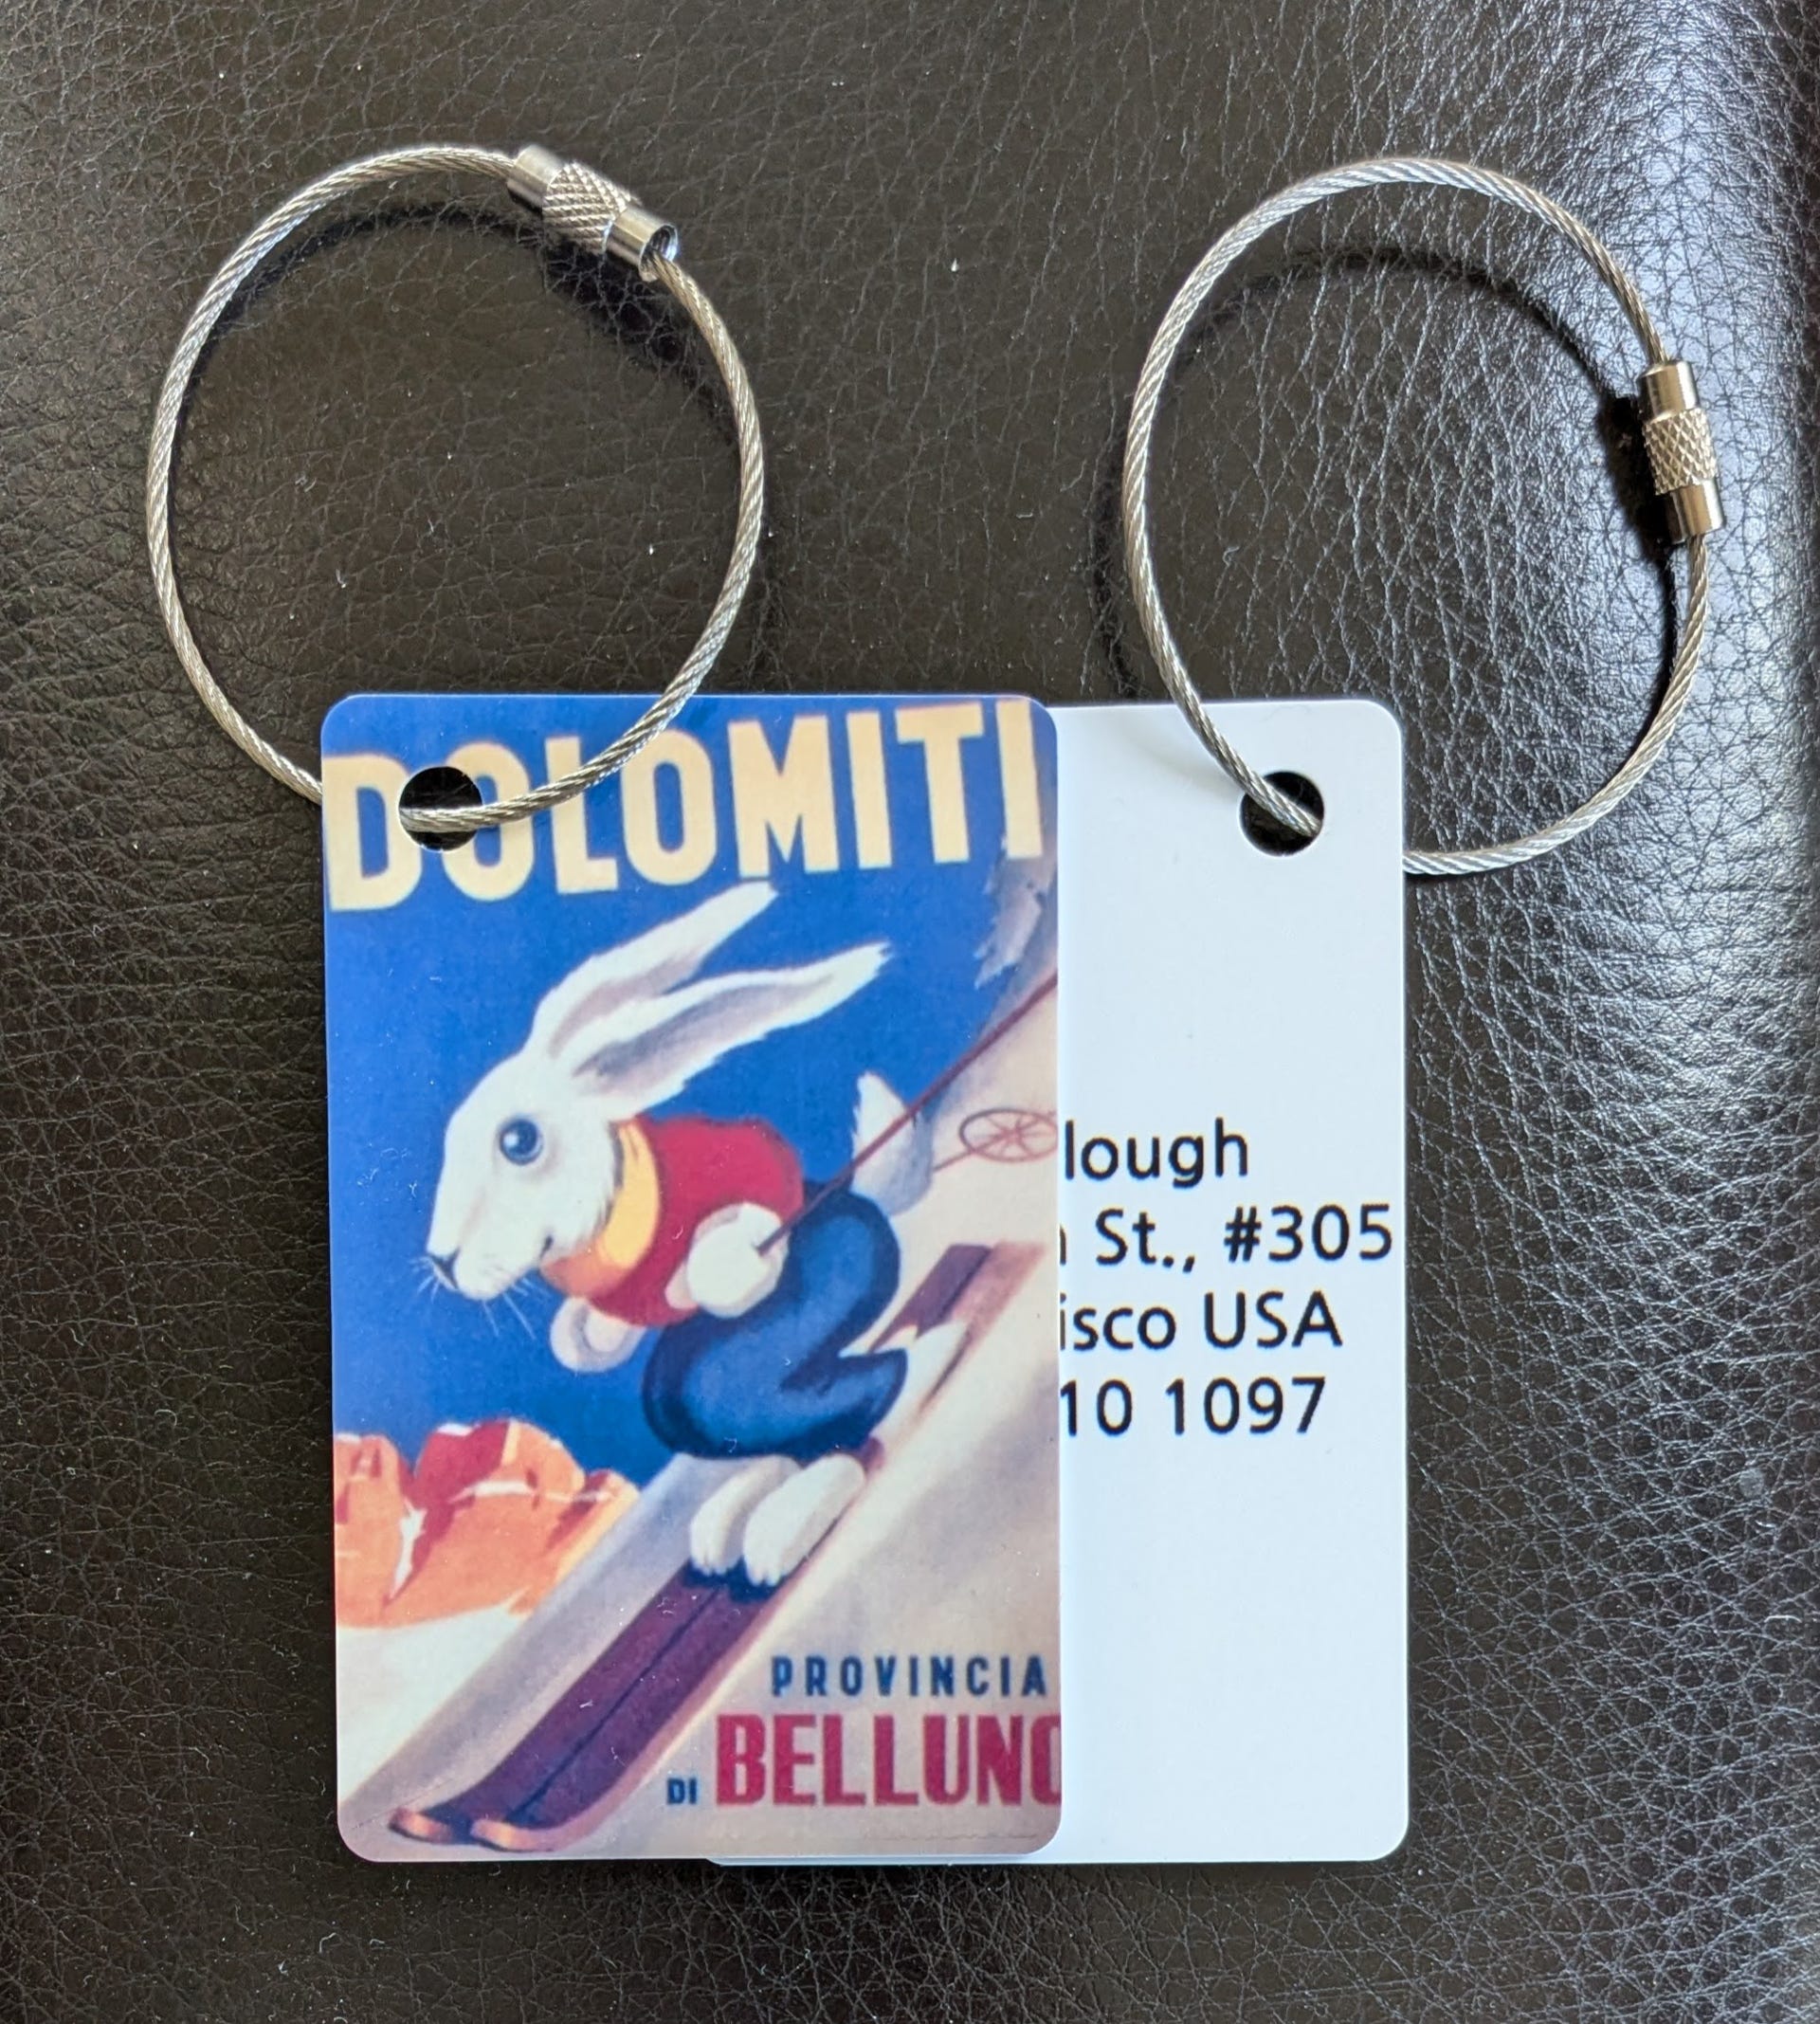 DOLOMITI
PROVINCIA
DI BELLUNO
lough
St., #305
isco USA
10 1097